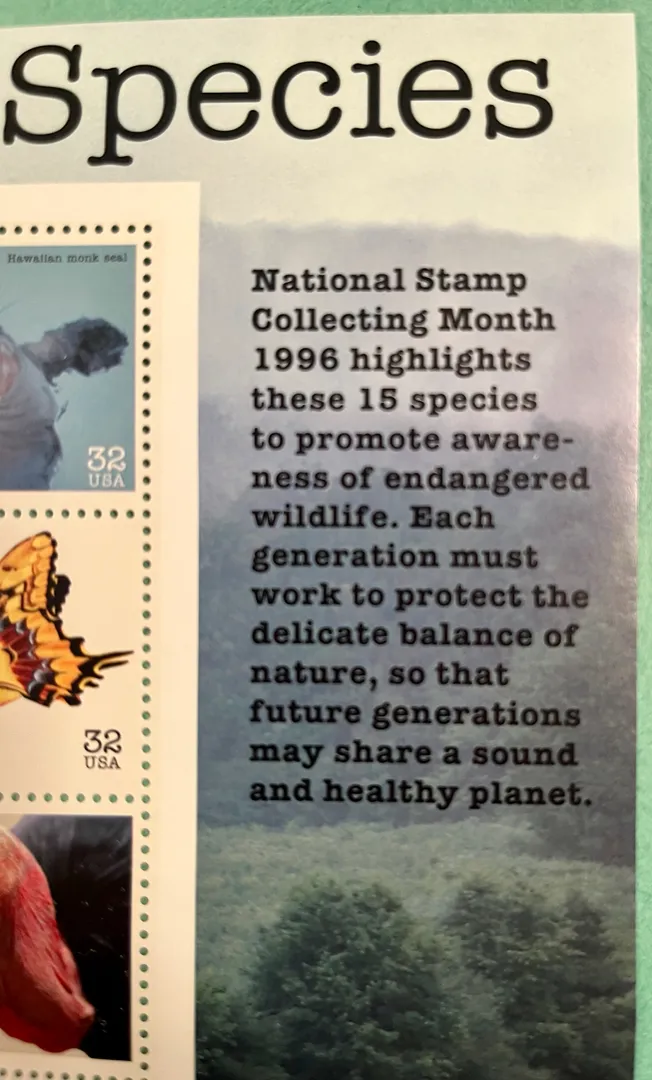 Species
Hawaiian monk seal
32
USA
32
USA
National Stamp
Collecting Month
1996 highlights
these 15 species
to promote aware-
ness of endangered
wildlife. Each
generation must
work to protect the
delicate balance of
nature, so that
future generations
may share a sound
and healthy planet.